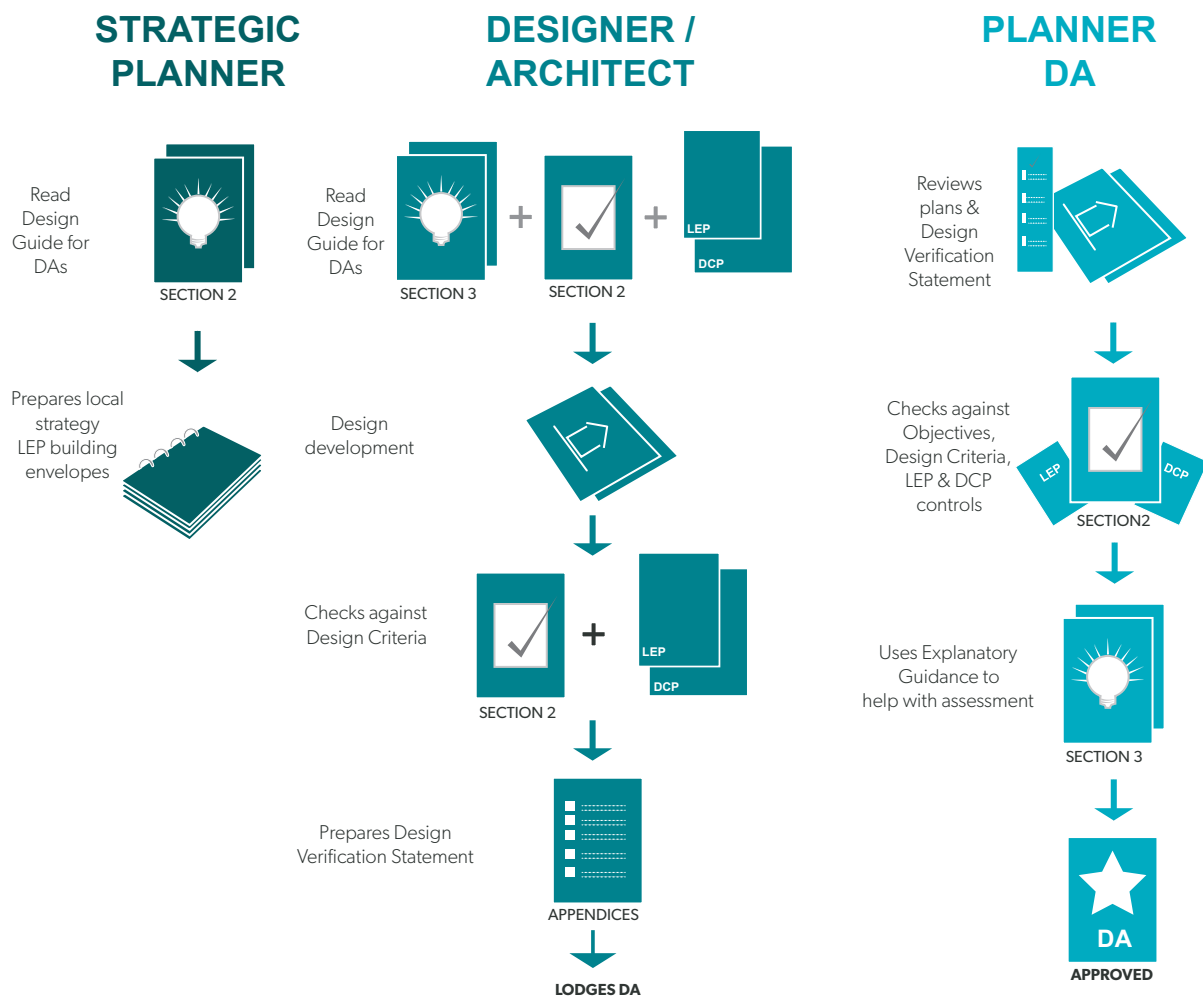 STRATEGIC
PLANNER
Read
Design
Guide for
DAs
SECTION 2
Prepares local
strategy
LEP building
envelopes
DESIGNER /
ARCHITECT
Read
Design
Guide for
DAs
SECTION 3
+
SECTION 2
+
LEP
DCP
Design
development
Checks against
Design Criteria
SECTION 2
+
LEP
DCP
Prepares Design
Verification Statement
APPENDICES
LODGES DA
PLANNER
DA
Reviews
plans &
Design
Verification
Statement
Checks against
Objectives,
Design Criteria,
LEP & DCP
controls
LEP
DCP
SECTION2
Uses Explanatory
Guidance to
help with assessment
SECTION 3
DA
APPROVED